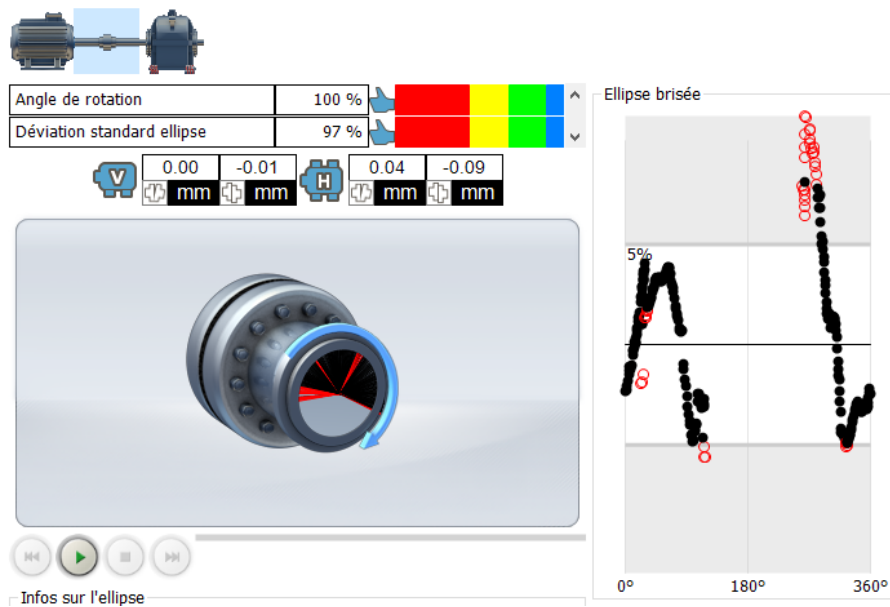 Angle de rotation 100 %
Déviation standard ellipse 97 %
V 0.00 -0.01 H 0.04 -0.09
mm mm mm mm
Ellipse brisée
5%
0° 180° 360°
Infos sur l'ellipse